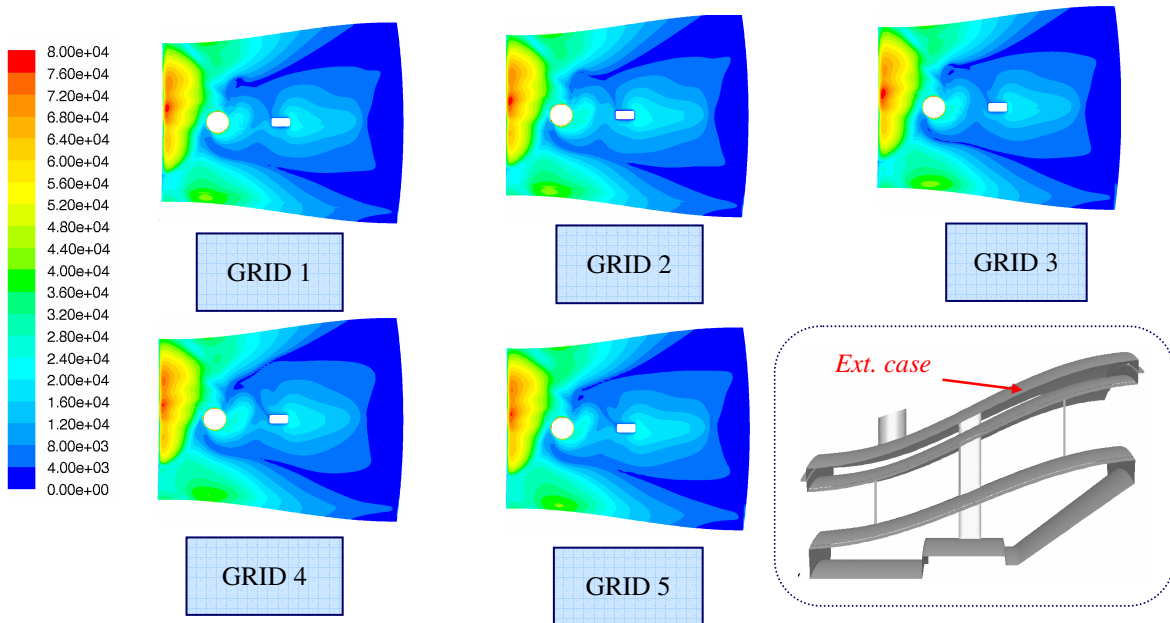 8.00e+04
7.60e+04
7.20e+04
6.80e+04
6.40e+04
6.00e+04
5.60e+04
5.20e+04
4.80e+04
4.40e+04
4.00e+04
3.60e+04
3.20e+04
2.80e+04
2.40e+04
2.00e+04
1.60e+04
1.20e+04
8.00e+03
4.00e+03
0.00e+00
GRID 1
GRID 2
GRID 3
Ext. case
GRID 4
GRID 5